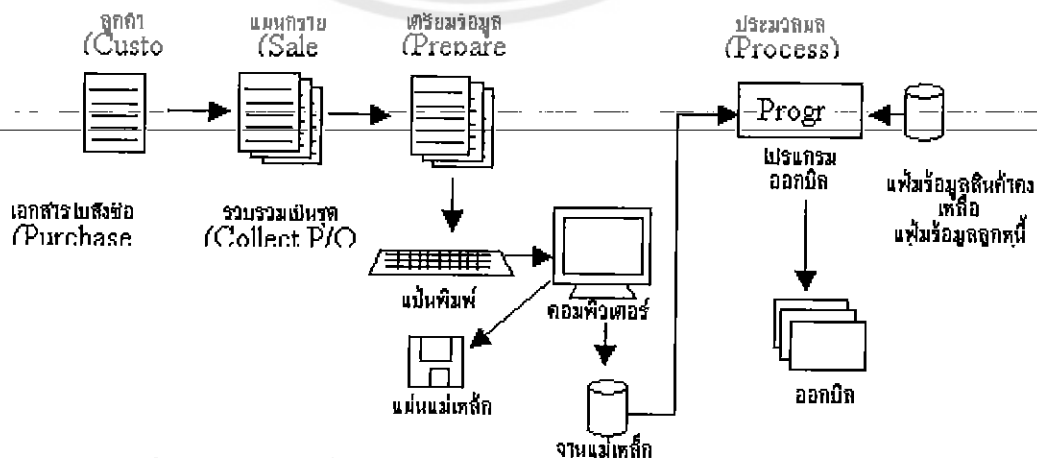 ลูกค้า
(Custo
แผนกขาย
(Sale
เตรียมข้อมูล
(Prepare
ประมวลผล
(Process)
Progr
โปรแกรม
ออกบิล
แฟ้มข้อมูลสินค้าคง
เหลือ
แฟ้มข้อมูลลูกหนี้
เอกสารใบสั่งซื้อ
(Purchase
รวบรวมเป็นชุด
(Collect P/O
แป้นพิมพ์
คอมพิวเตอร์
แผ่นแม่เหล็ก
จานแม่เหล็ก
ออกบิล